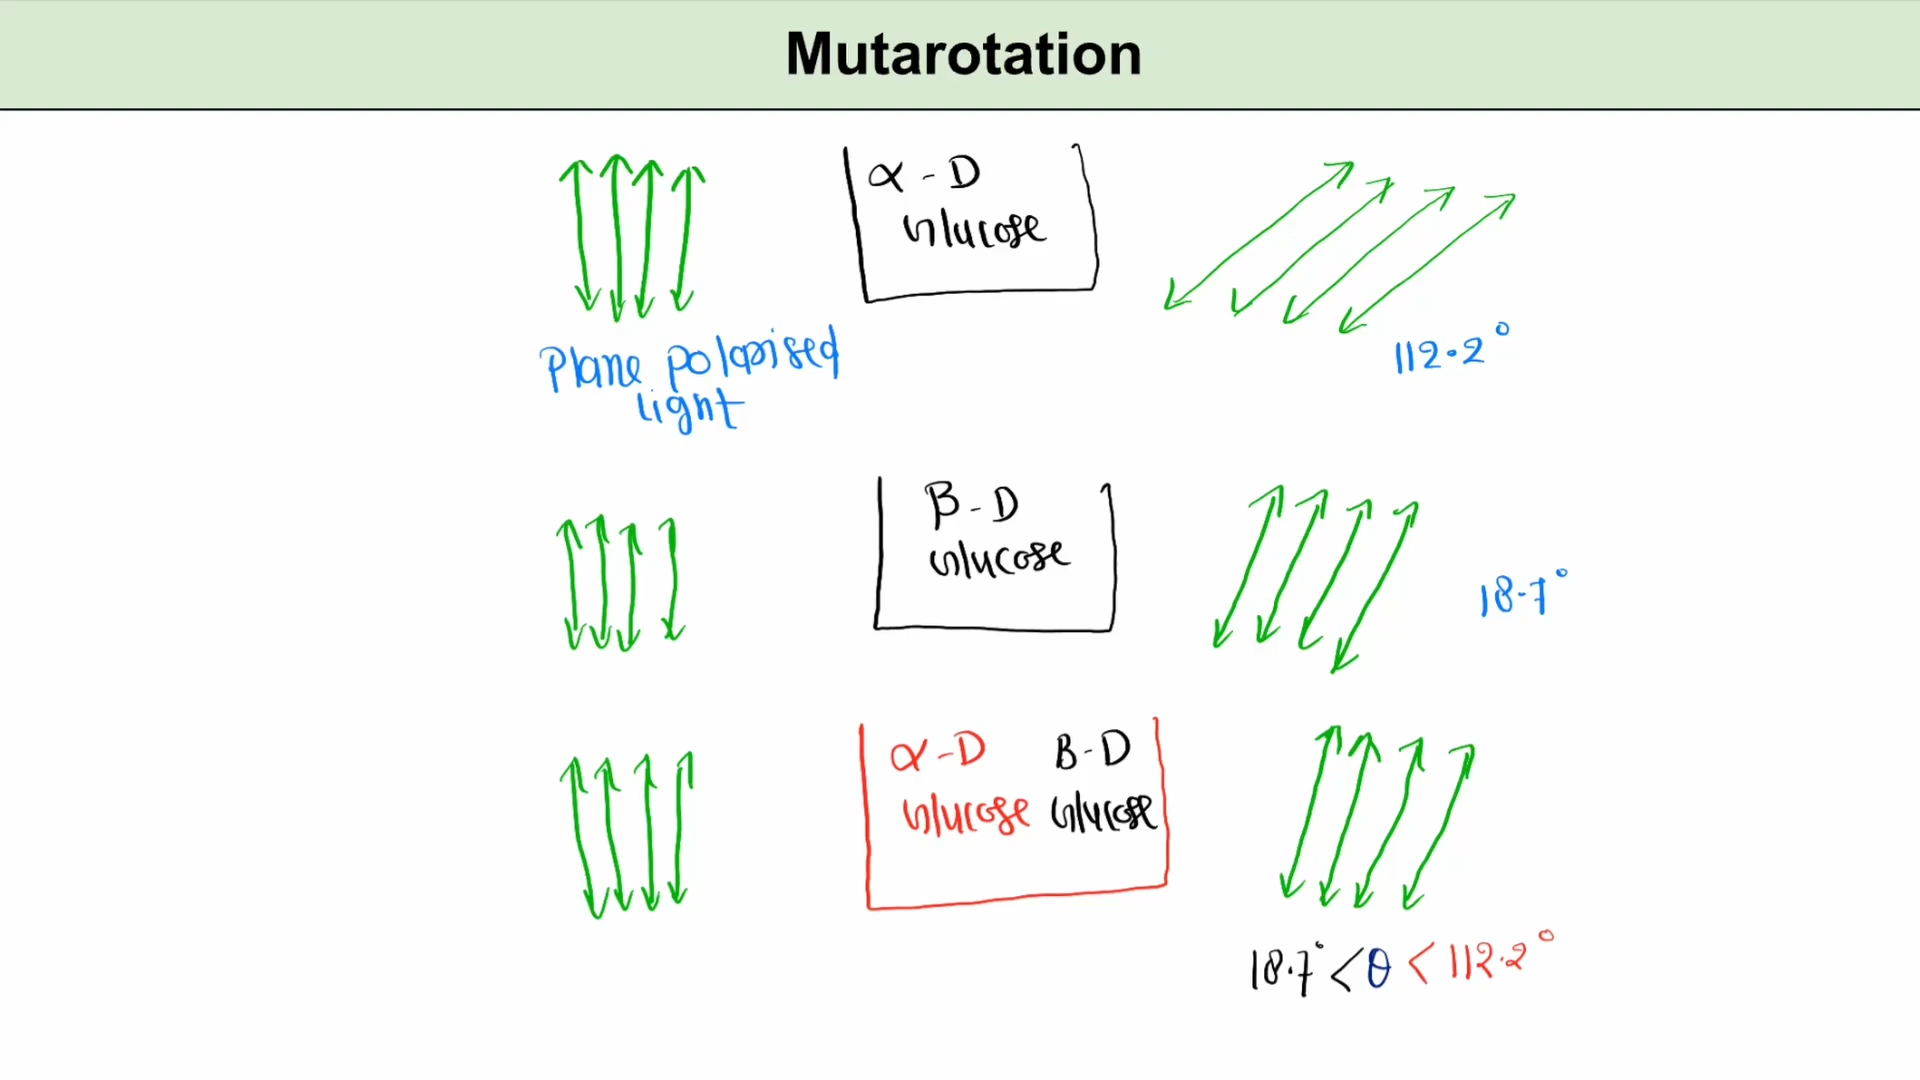 Mutarotation
α - D
Glucose
112.2°
Plane polarised
light
β - D
Glucose
18.7°
α-D β-D
Glucose Glucose
18.7° < θ < 112.2°